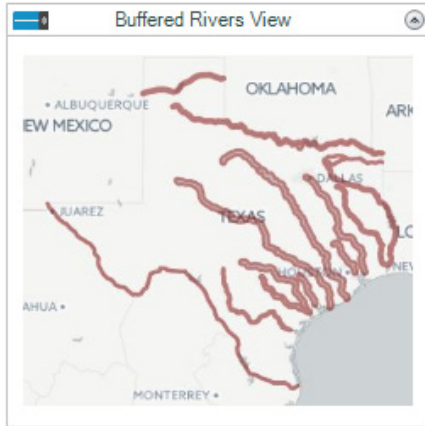 Buffered Rivers View
OKLAHOMA
ALBUQUERQUE
ARK
EW MEXICO
DALLAS
JUAREZ
TEXAS
LO
HOUSTON
NEW
AHUA
MONTERREY